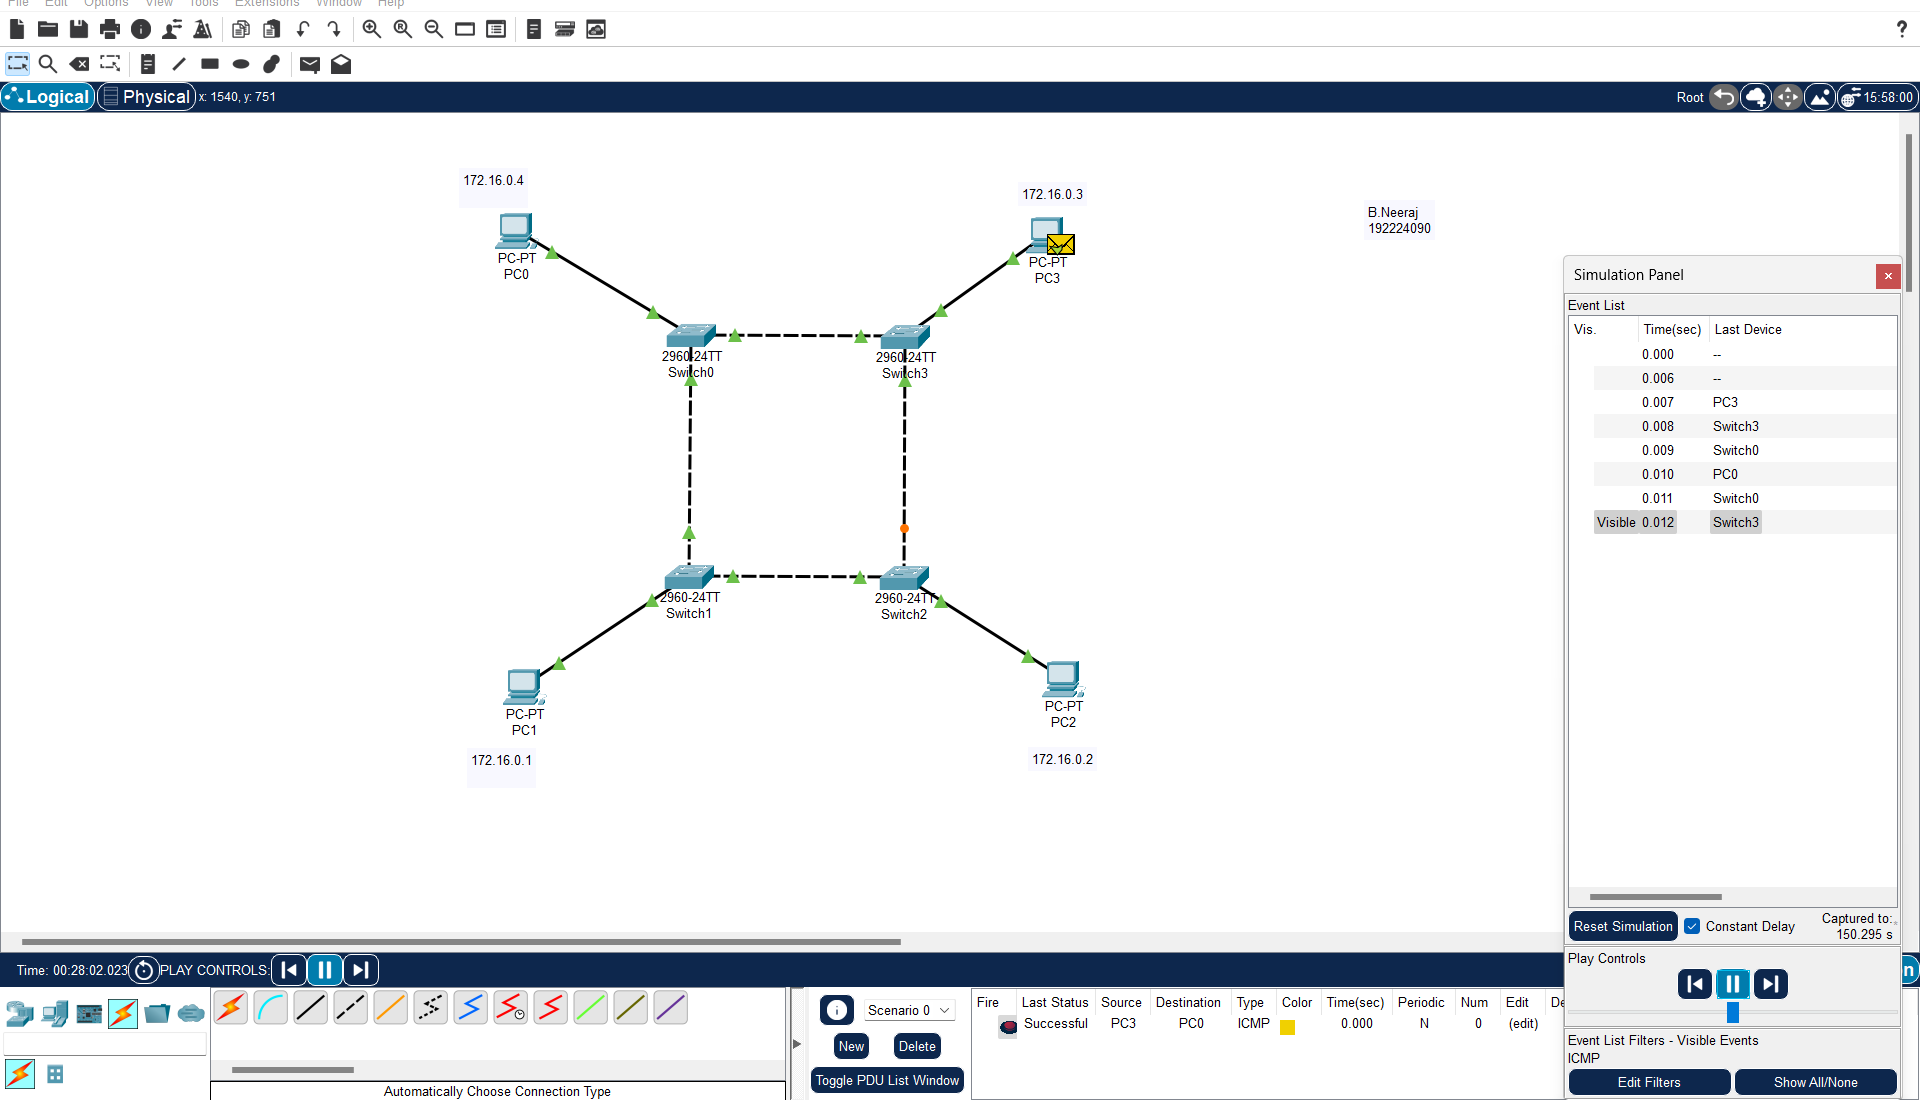 File Edit Options View Tools Extensions Window Help
?
Logical Physical x: 1540, y: 751 Root 15:58:00
172.16.0.4
172.16.0.3
B.Neeraj
192224090
PC-PT
PC0
PC-PT
PC3
2960-24TT
Switch0
2960-24TT
Switch3
2960-24TT
Switch1
2960-24TT
Switch2
PC-PT
PC1
PC-PT
PC2
172.16.0.1
172.16.0.2
Simulation Panel
Event List
Vis. Time(sec) Last Device
0.000 --
0.006 --
0.007 PC3
0.008 Switch3
0.009 Switch0
0.010 PC0
0.011 Switch0
Visible 0.012 Switch3
Reset Simulation Constant Delay Captured to:
150.295 s
Play Controls
Event List Filters - Visible Events
ICMP
Edit Filters Show All/None
Time: 00:28:02.023 PLAY CONTROLS:
n
Scenario 0
New Delete
Toggle PDU List Window
Fire Last Status Source Destination Type Color Time(sec) Periodic Num Edit De
Successful PC3 PC0 ICMP 0.000 N 0 (edit)
Automatically Choose Connection Type